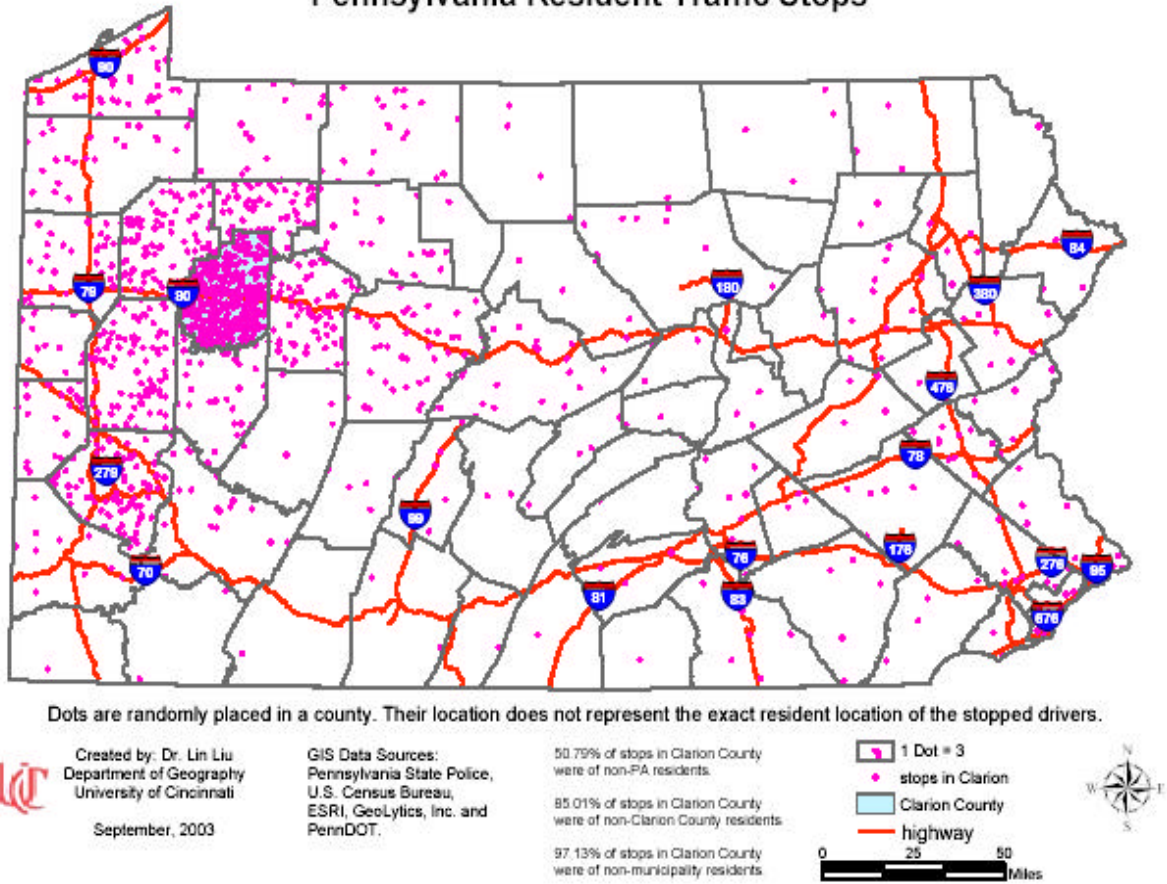 Pennsylvania Resident Traffic Stops
90
84
79
80
180
380
476
78
279
99
70
76
176
276
95
81
83
676
Dots are randomly placed in a county. Their location does not represent the exact resident location of the stopped drivers.
UC
Created by: Dr. Lin Liu
Department of Geography
University of Cincinnati
September, 2003
GIS Data Sources:
Pennsylvania State Police,
U.S. Census Bureau,
ESRI, GeoLytics, Inc. and
PennDOT.
50.79% of stops in Clarion County
were of non-PA residents.
85.01% of stops in Clarion County
were of non-Clarion County residents
97.13% of stops in Clarion County
were of non-municipality residents
1 Dot = 3
stops in Clarion
Clarion County
highway
0 25 50
Miles
N
W E
S